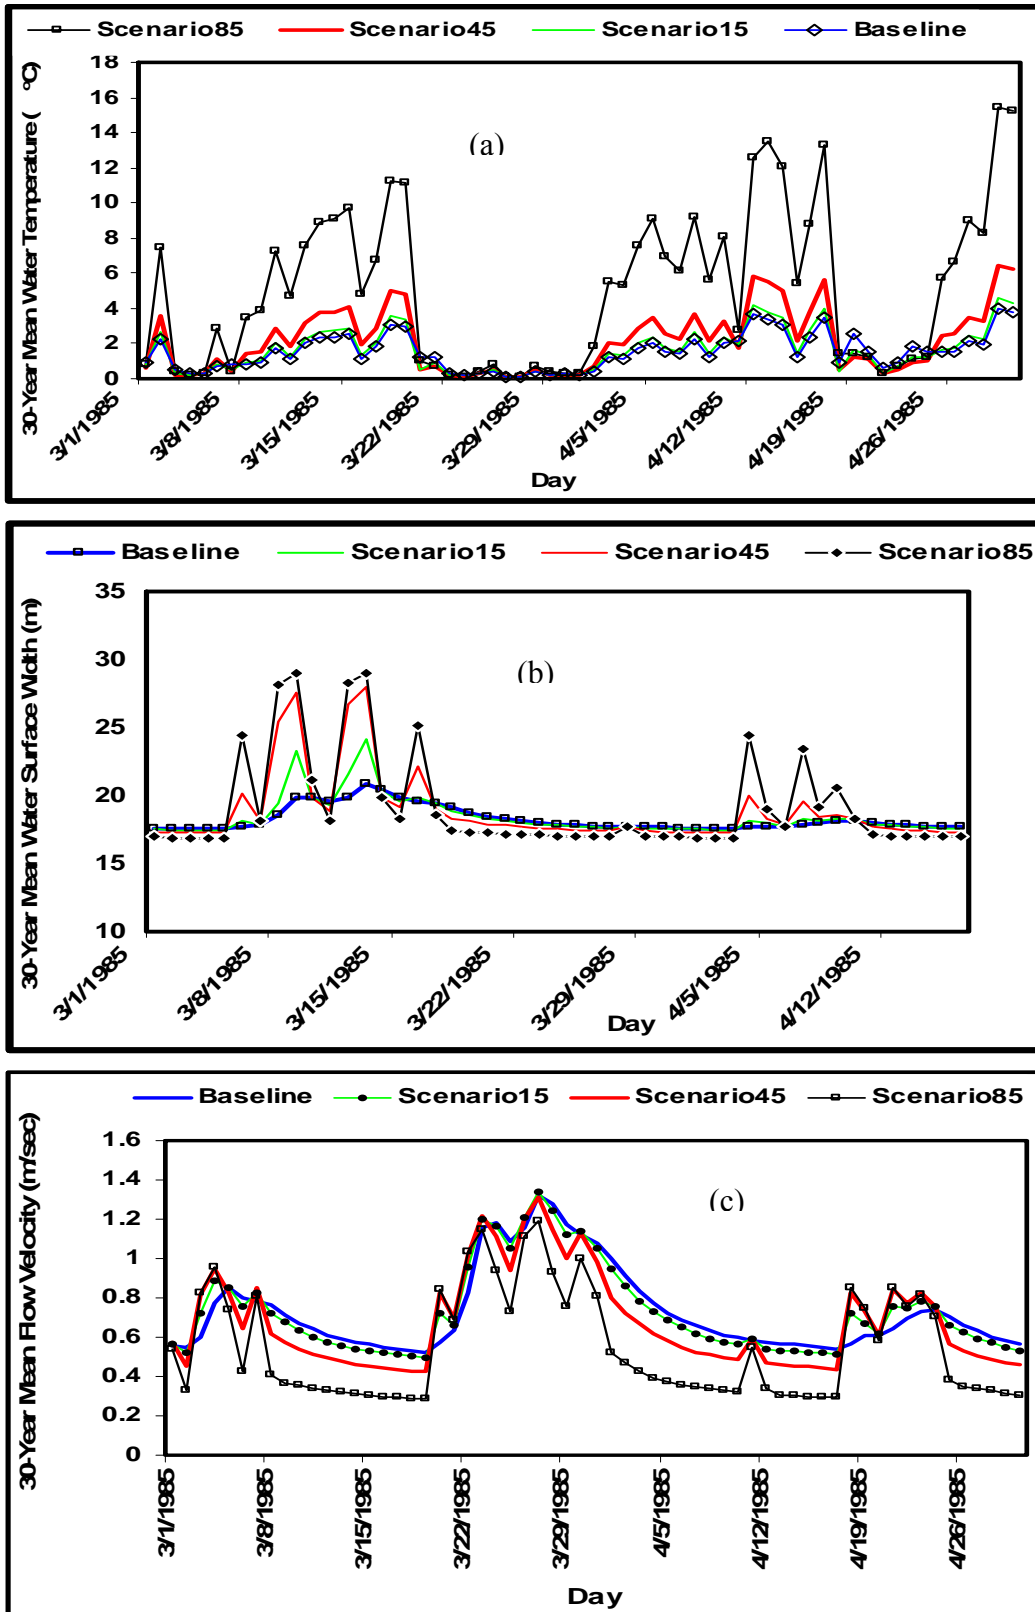 Scenario85 Scenario45 Scenario15 Baseline
30-Year Mean Water Temperature ( °C)
18
16
14
12
10
8
6
4
2
0
(a)
3/1/1985 3/8/1985 3/15/1985 3/22/1985 3/29/1985 4/5/1985 4/12/1985 4/19/1985 4/26/1985
Day
Baseline Scenario15 Scenario45 Scenario85
30-Year Mean Water Surface Width (m)
35
30
25
20
15
10
(b)
3/1/1985 3/8/1985 3/15/1985 3/22/1985 3/29/1985 4/5/1985 4/12/1985
Day
Baseline Scenario15 Scenario45 Scenario85
30-Year Mean Flow Velocity (m/sec)
1.6
1.4
1.2
1
0.8
0.6
0.4
0.2
0
(c)
3/1/1985 3/8/1985 3/15/1985 3/22/1985 3/29/1985 4/5/1985 4/12/1985 4/19/1985 4/26/1985
Day